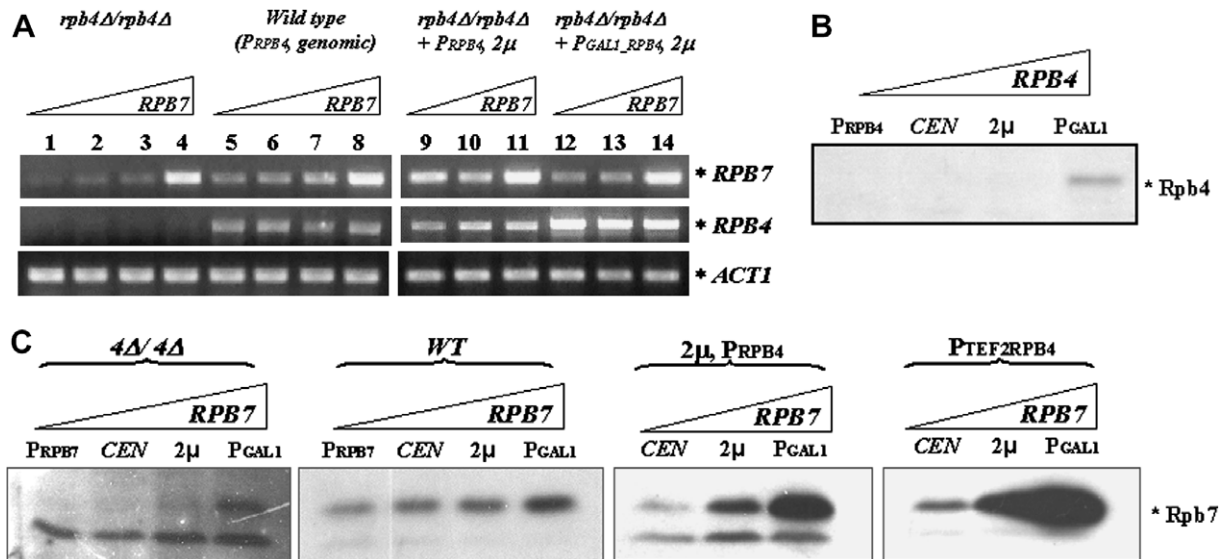 A
rpb4Δ/rpb4Δ
Wild type
(PRPB4, genomic)
rpb4Δ/rpb4Δ
+ PRPB4, 2μ
rpb4Δ/rpb4Δ
+ PGAL1_RPB4, 2μ
RPB7
RPB7
RPB7
RPB7
1 2 3 4 5 6 7 8 9 10 11 12 13 14
* RPB7
* RPB4
* ACT1
B
RPB4
PRPB4 CEN 2μ PGAL1
* Rpb4
C
4Δ/4Δ
WT
2μ, PRPB4
PTEF2RPB4
RPB7
RPB7
RPB7
RPB7
PRPB7 CEN 2μ PGAL1
PRPB7 CEN 2μ PGAL1
CEN 2μ PGAL1
CEN 2μ PGAL1
* Rpb7